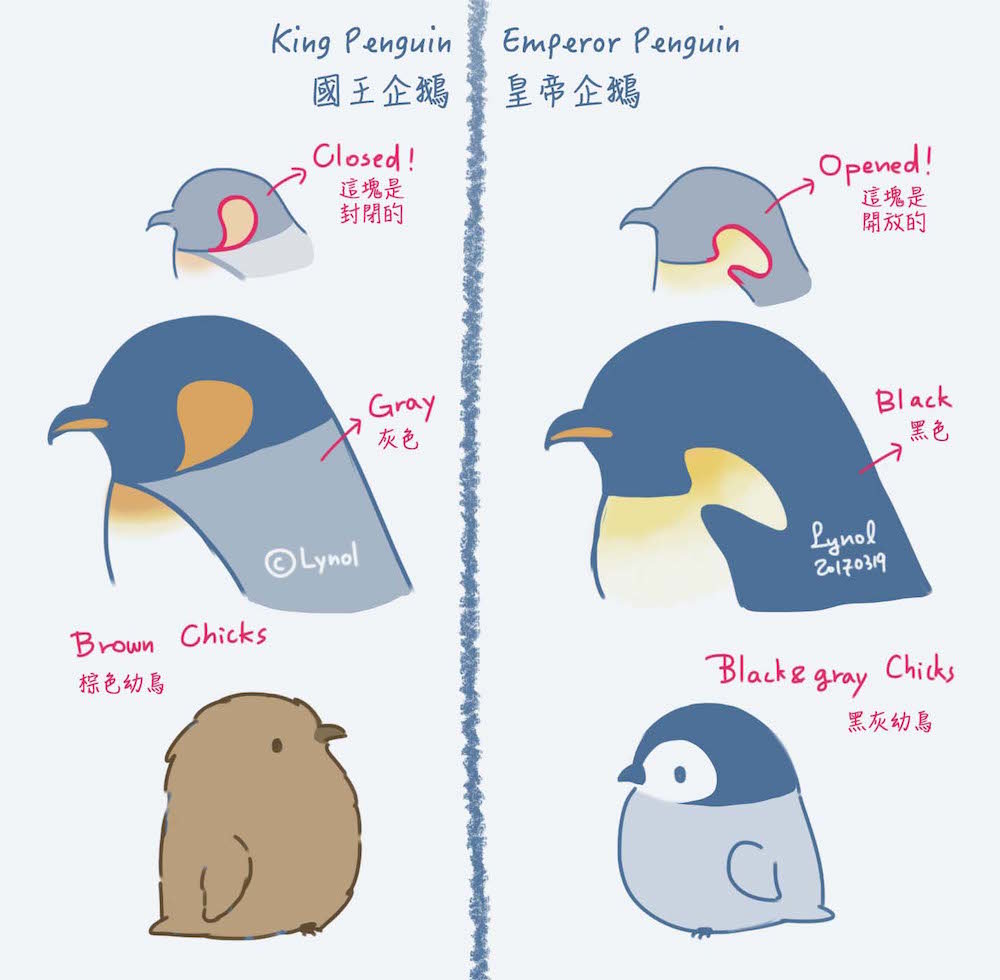 King Penguin
國王企鵝
Closed!
這塊是
封閉的
Gray
灰色
©Lynol
Brown Chicks
棕色幼鳥
Emperor Penguin
皇帝企鵝
Opened!
這塊是
開放的
Black
黑色
Lynol
20170319
Black & gray Chicks
黑灰幼鳥